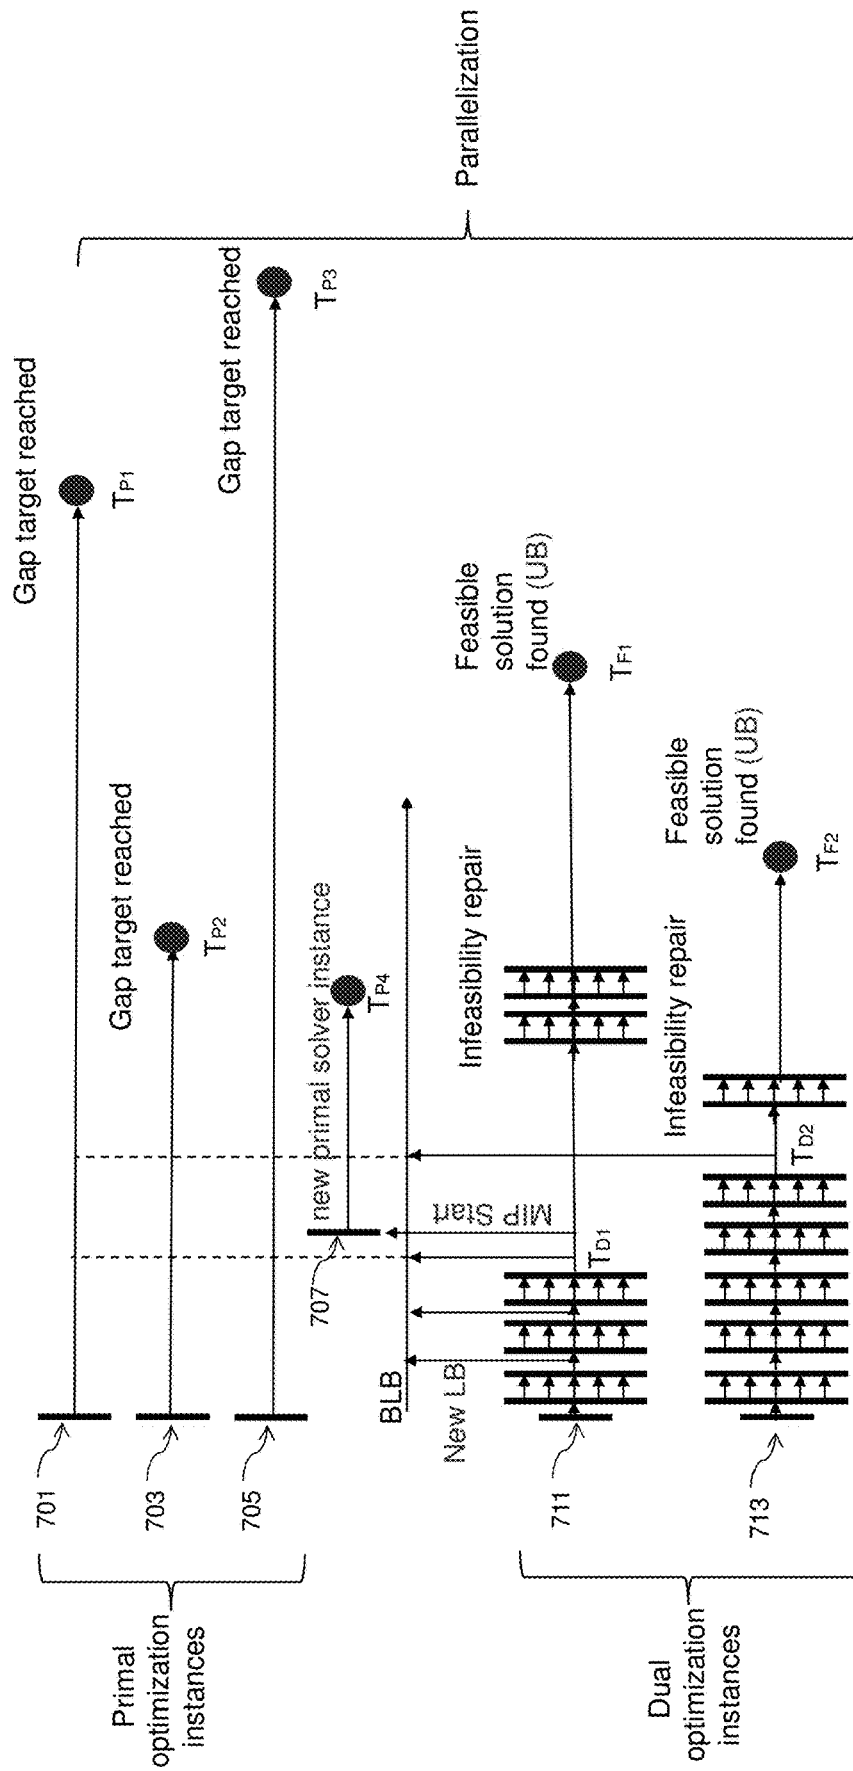 Primal
optimization
instances
701
703
705
Gap target reached
TP1
Gap target reached
TP2
Gap target reached
TP3
Parallelization
707
new primal solver instance
TP4
BLB
New LB
MIP Start
Dual
optimization
instances
711
TD1
Infeasibility repair
Feasible
solution
found (UB)
TF1
713
TD2
Infeasibility repair
Feasible
solution
found (UB)
TF2